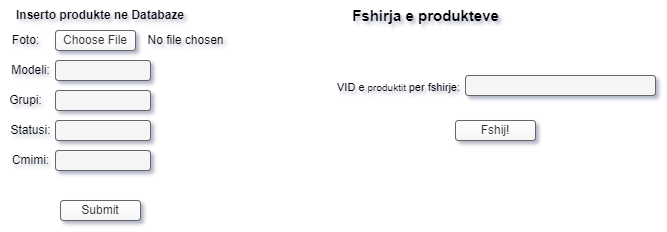 Inserto produkte ne Databaze
Foto: Choose File No file chosen
Modeli:
Grupi:
Statusi:
Cmimi:
Submit
Fshirja e produkteve
VID e produktit per fshirje:
Fshij!